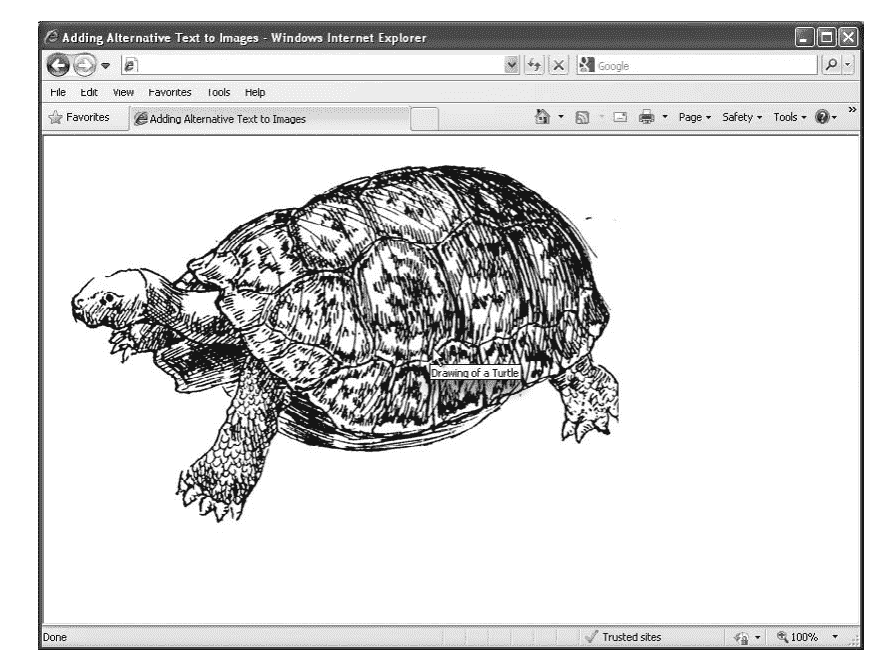 Adding Alternative Text to Images - Windows Internet Explorer
Google
File Edit View Favorites Tools Help
Favorites Adding Alternative Text to Images Page Safety Tools »
Drawing of a Turtle
Done Trusted sites 100%